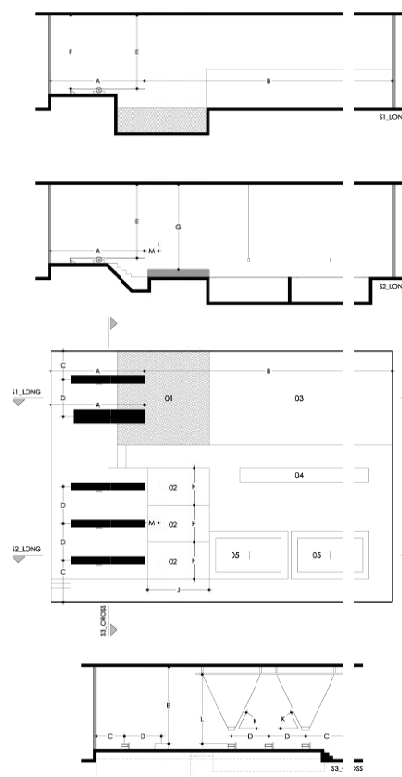 F
E
A
B
S1_LONG
E
G
A
M
S2_LONG
C
A
B
S1_LONG
D
01
03
A
04
02
D
S2_LONG
02
M
D
02
05
05
C
J
S3_CROSS
E
L
K
C
D
D
D
C
S3_CROSS